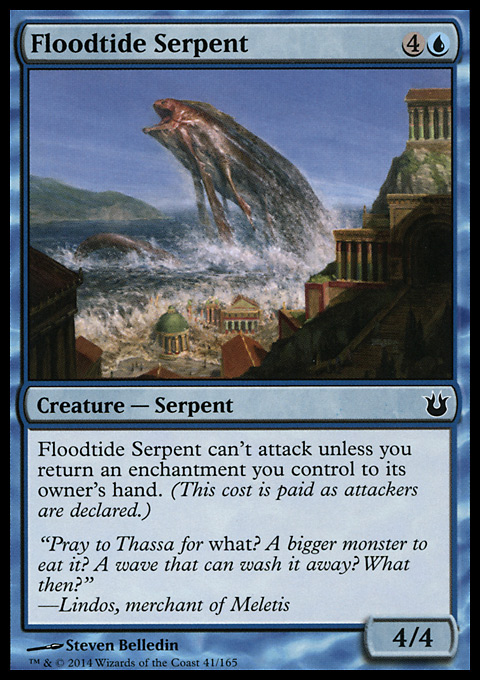 Floodtide Serpent 4
Creature — Serpent
Floodtide Serpent can't attack unless you
return an enchantment you control to its
owner's hand. (This cost is paid as attackers
are declared.)
"Pray to Thassa for what? A bigger monster to
eat it? A wave that can wash it away? What
then?"
—Lindos, merchant of Meletis
4/4
Steven Belledin
™ & © 2014 Wizards of the Coast 41/165